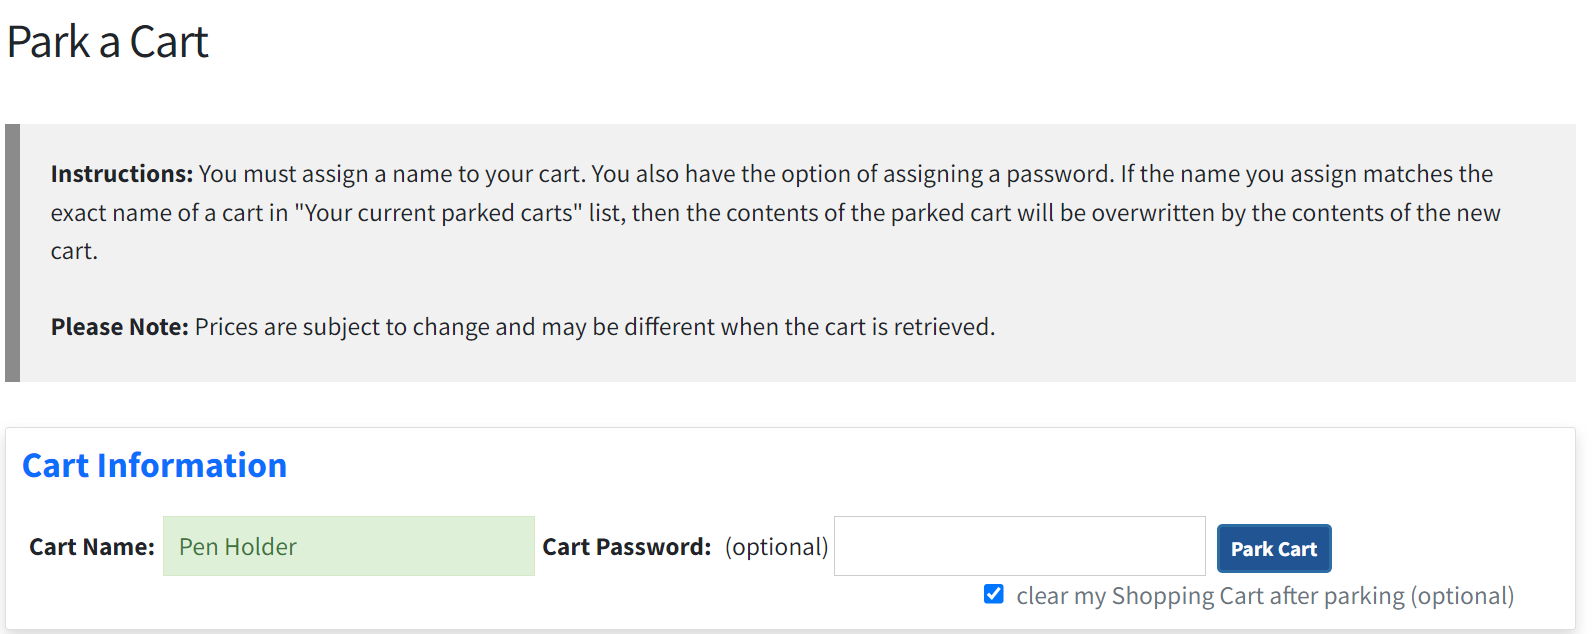 Park a Cart
Instructions: You must assign a name to your cart. You also have the option of assigning a password. If the name you assign matches the
exact name of a cart in "Your current parked carts" list, then the contents of the parked cart will be overwritten by the contents of the new
cart.
Please Note: Prices are subject to change and may be different when the cart is retrieved.
Cart Information
Cart Name: Pen Holder Cart Password: (optional) Park Cart
clear my Shopping Cart after parking (optional)